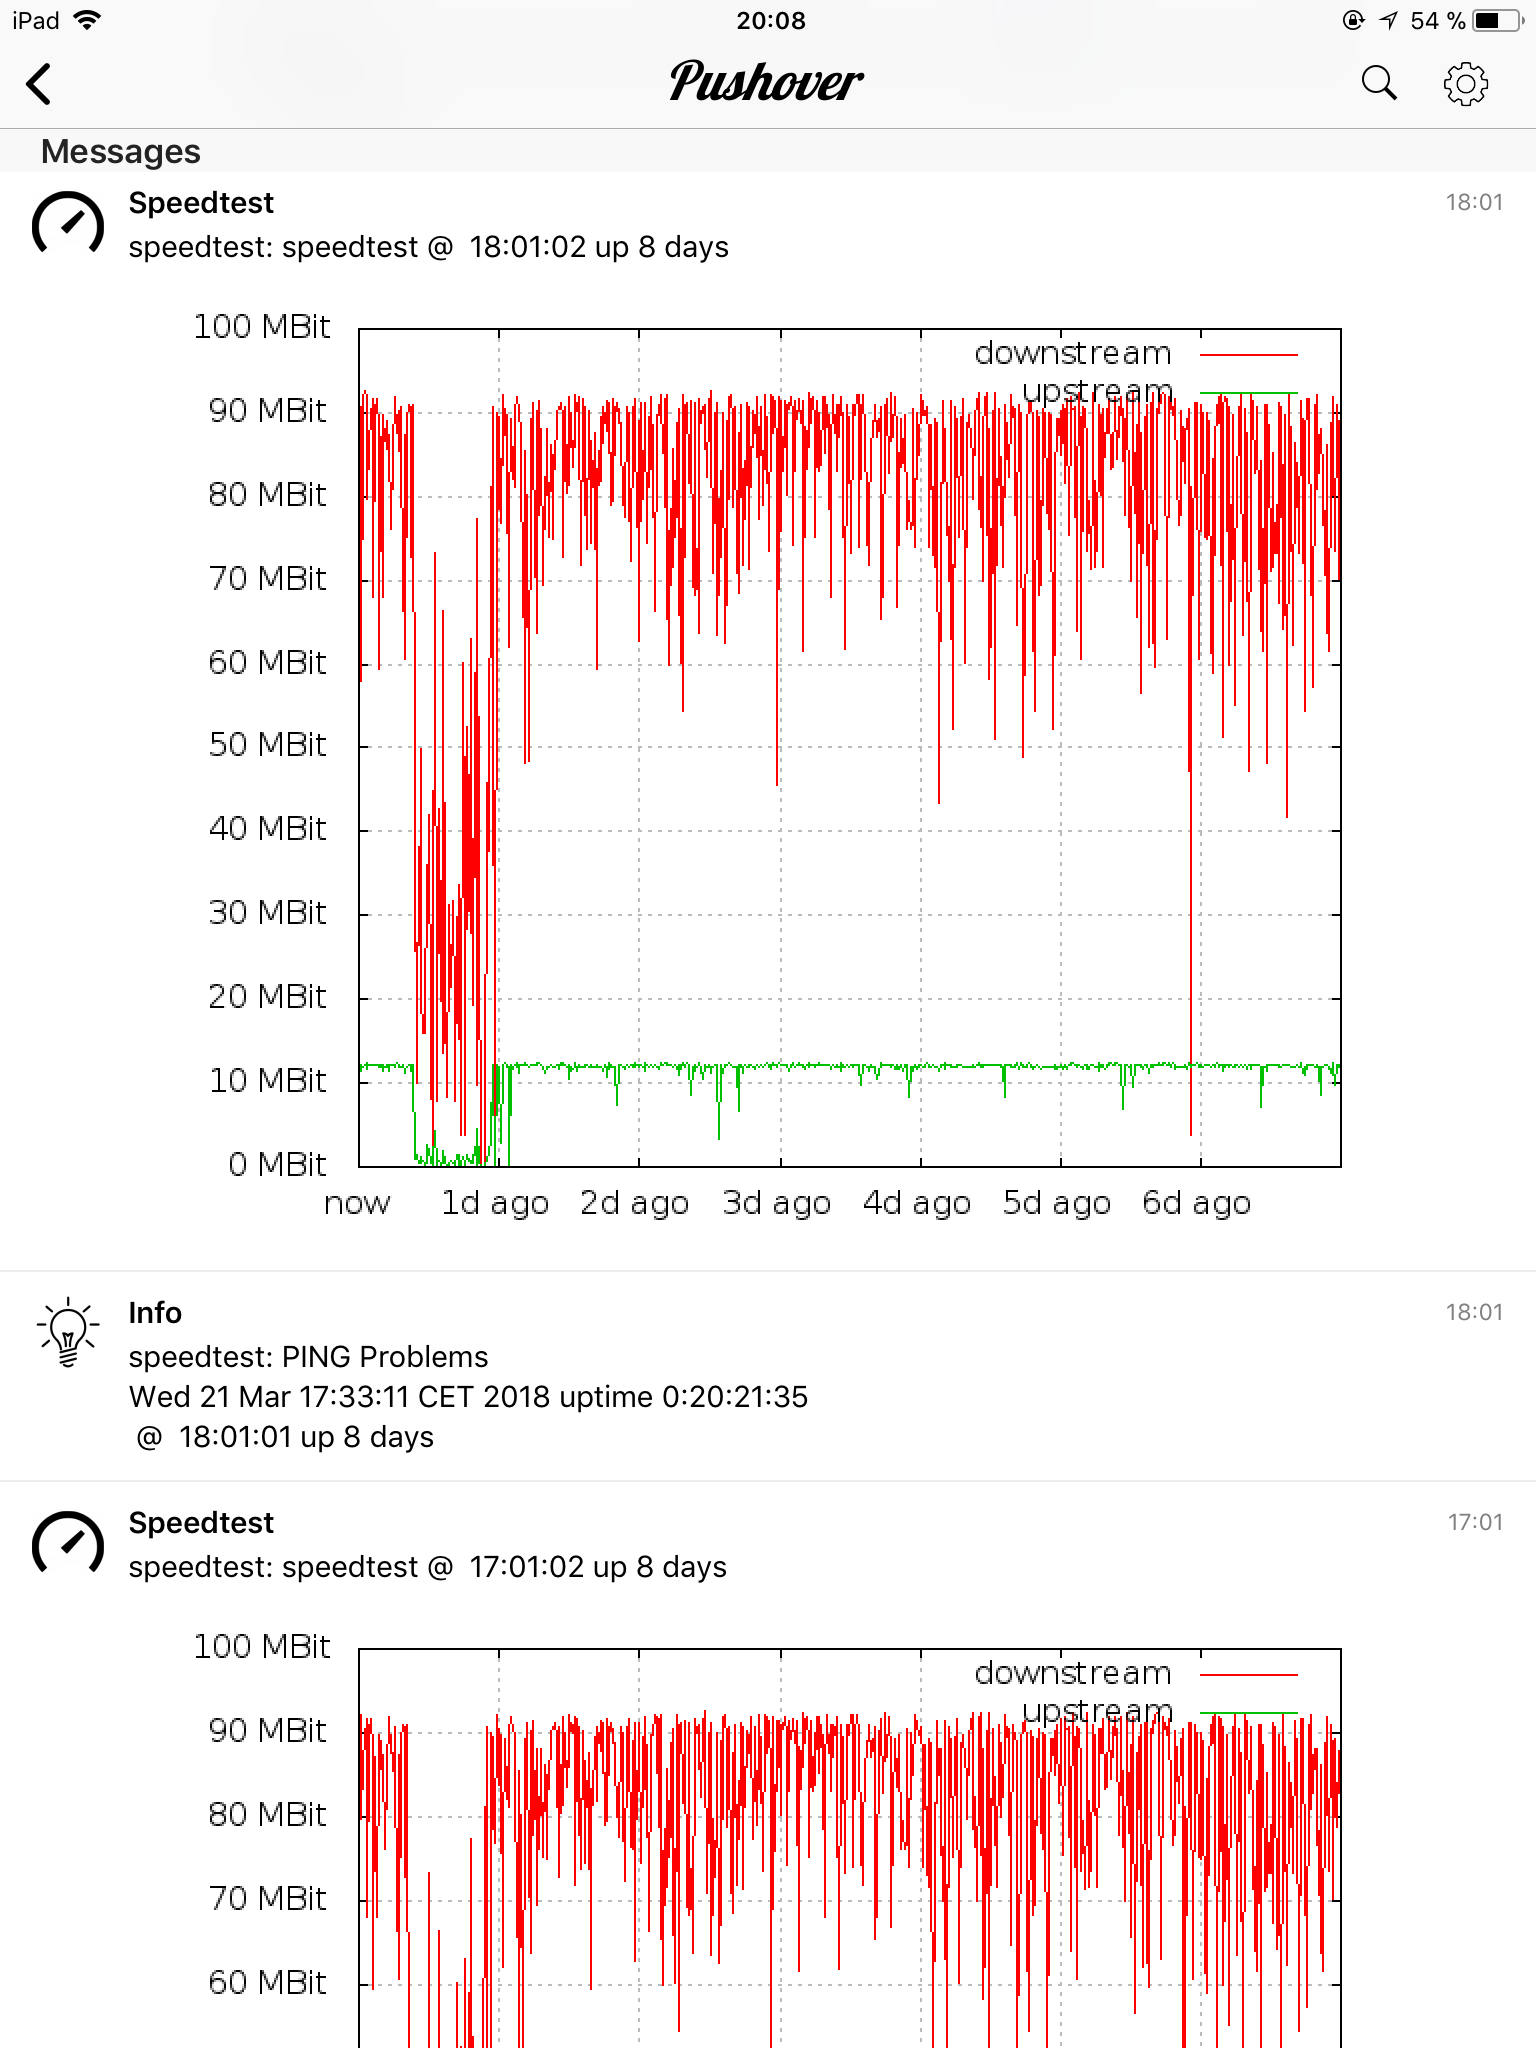 iPad 20:08 54 %
Pushover
Messages
Speedtest 18:01
speedtest: speedtest @  18:01:02 up 8 days
100 MBit
downstream
upstream
90 MBit
80 MBit
70 MBit
60 MBit
50 MBit
40 MBit
30 MBit
20 MBit
10 MBit
0 MBit
now 1d ago 2d ago 3d ago 4d ago 5d ago 6d ago
Info 18:01
speedtest: PING Problems
Wed 21 Mar 17:33:11 CET 2018 uptime 0:20:21:35
@  18:01:01 up 8 days
Speedtest 17:01
speedtest: speedtest @  17:01:02 up 8 days
100 MBit
downstream
upstream
90 MBit
80 MBit
70 MBit
60 MBit